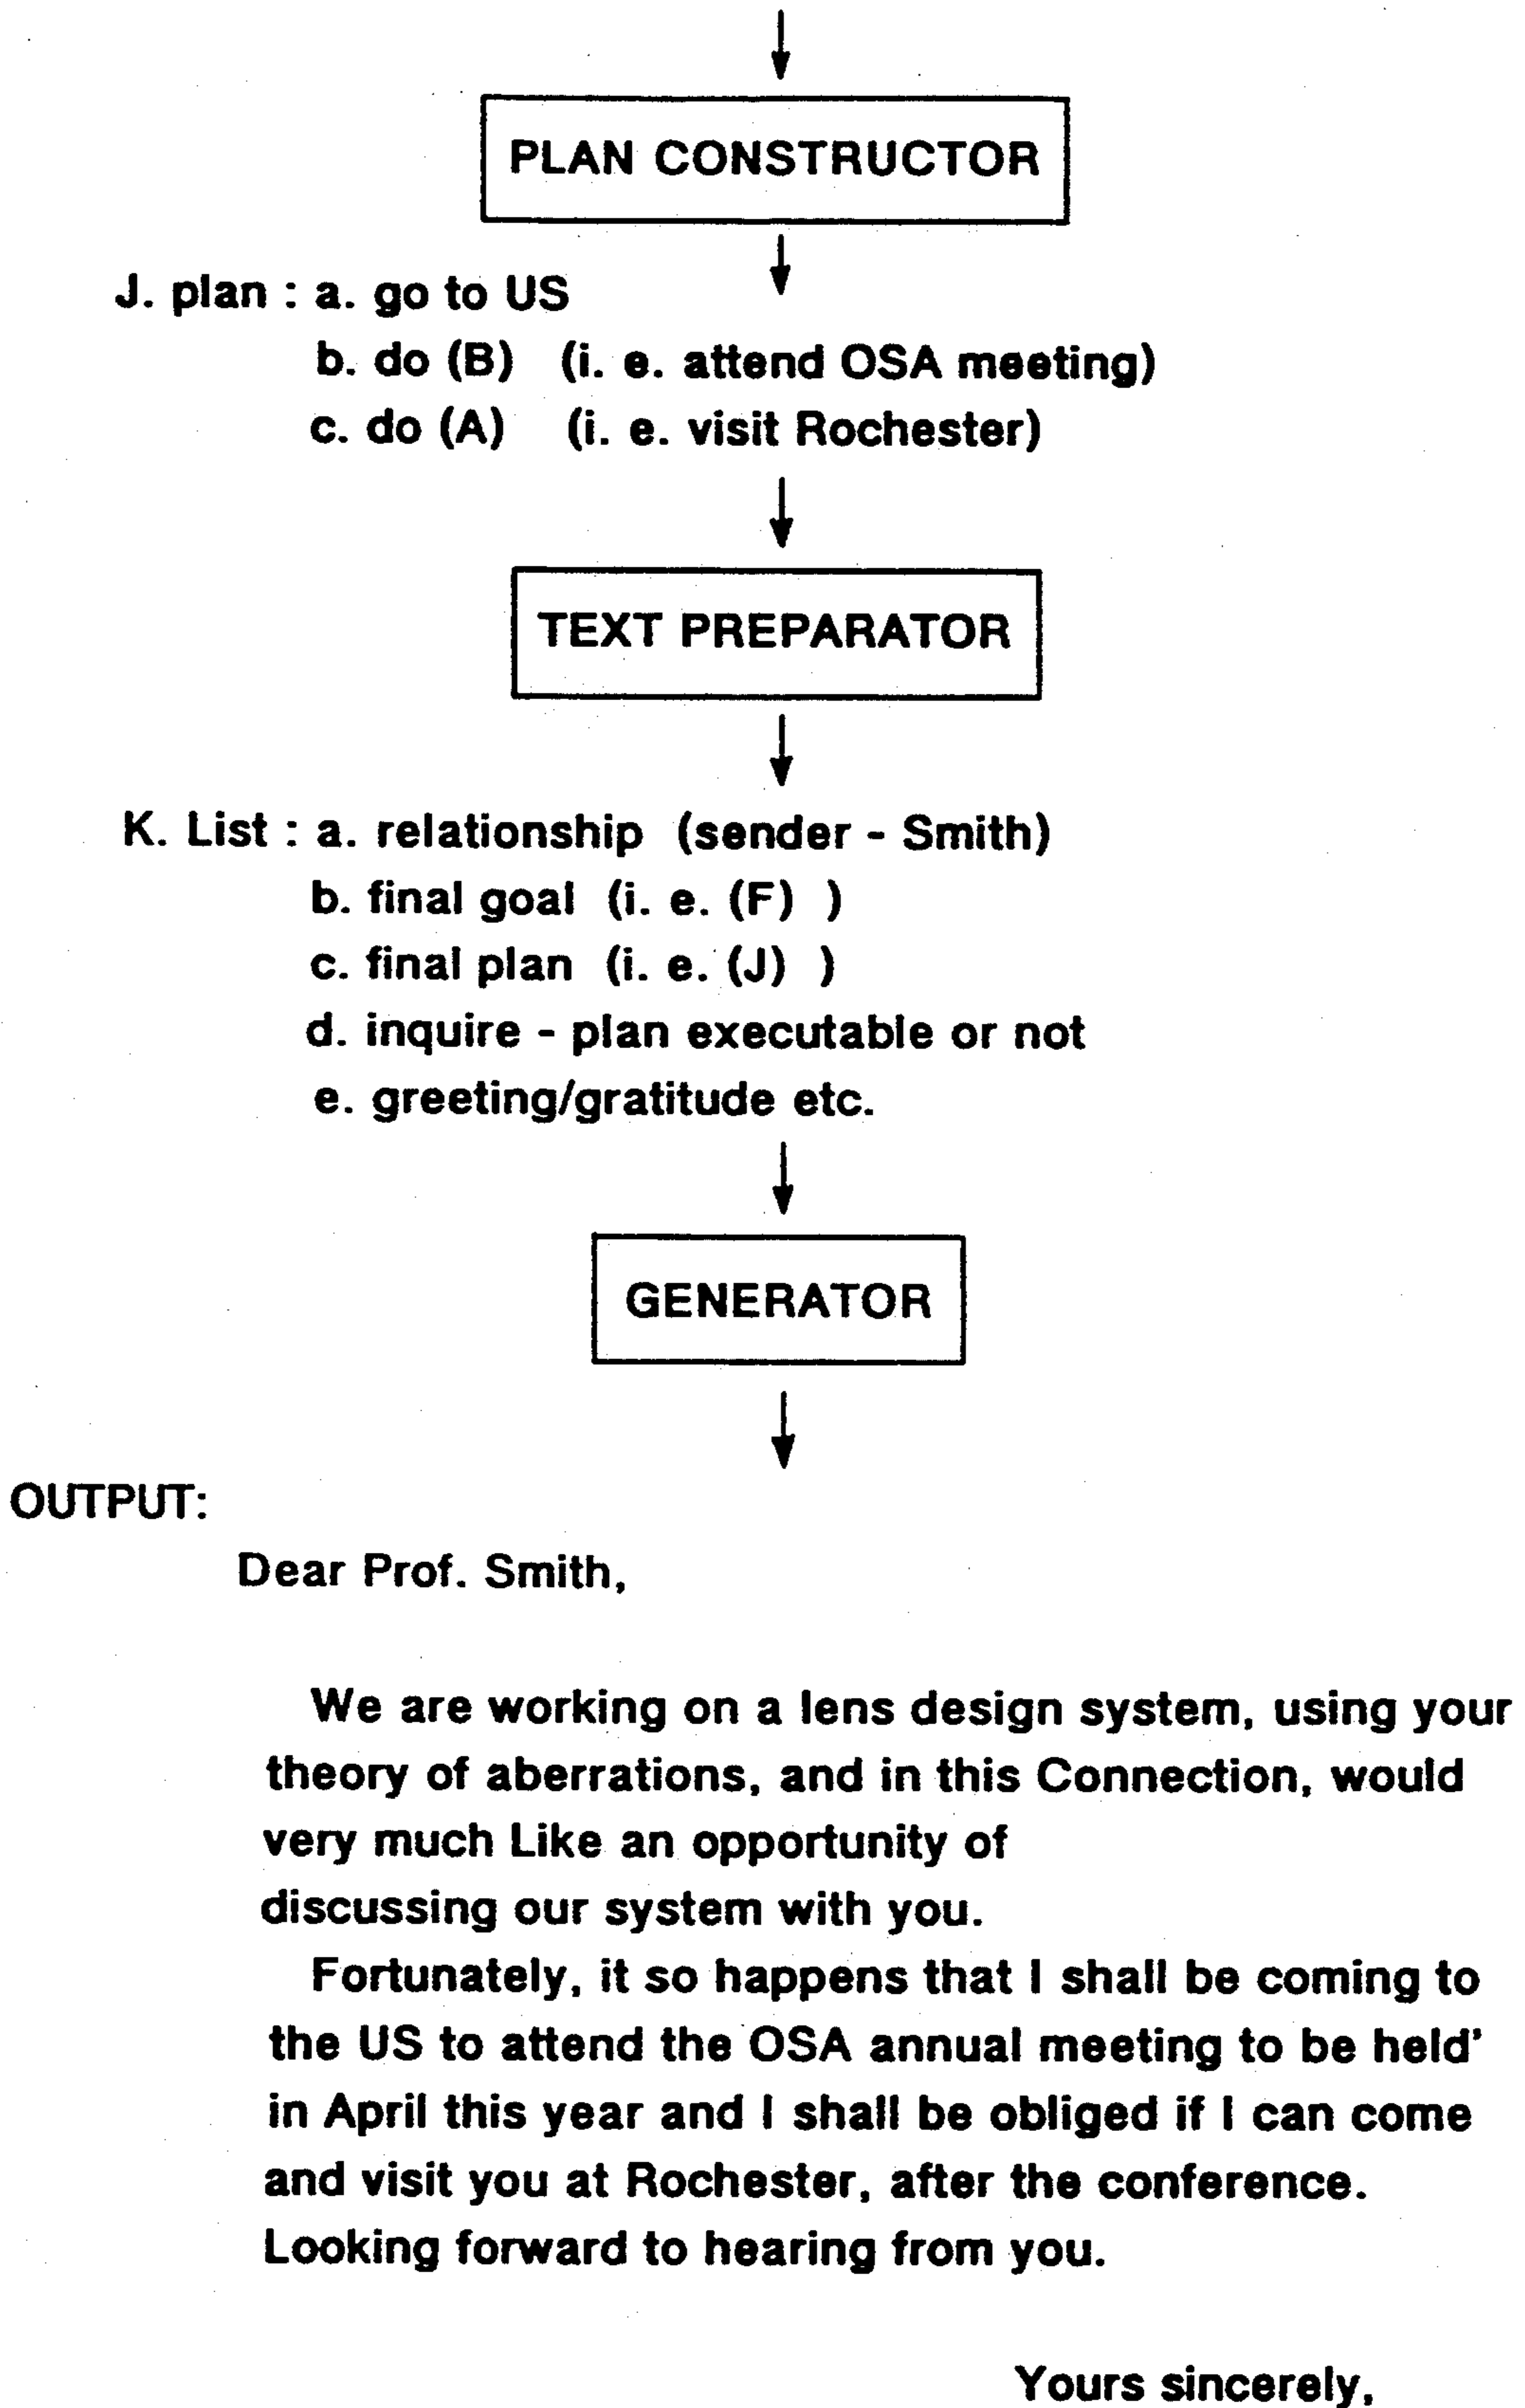 PLAN CONSTRUCTOR
J. plan : a. go to US
b. do (B) (i. e. attend OSA meeting)
c. do (A) (i. e. visit Rochester)
TEXT PREPARATOR
K. List : a. relationship (sender - Smith)
b. final goal (i. e. (F) )
c. final plan (i. e. (J) )
d. inquire - plan executable or not
e. greeting/gratitude etc.
GENERATOR
OUTPUT:
Dear Prof. Smith,
We are working on a lens design system, using your
theory of aberrations, and in this Connection, would
very much Like an opportunity of
discussing our system with you.
Fortunately, it so happens that I shall be coming to
the US to attend the OSA annual meeting to be held'
in April this year and I shall be obliged if I can come
and visit you at Rochester, after the conference.
Looking forward to hearing from you.
Yours sincerely,